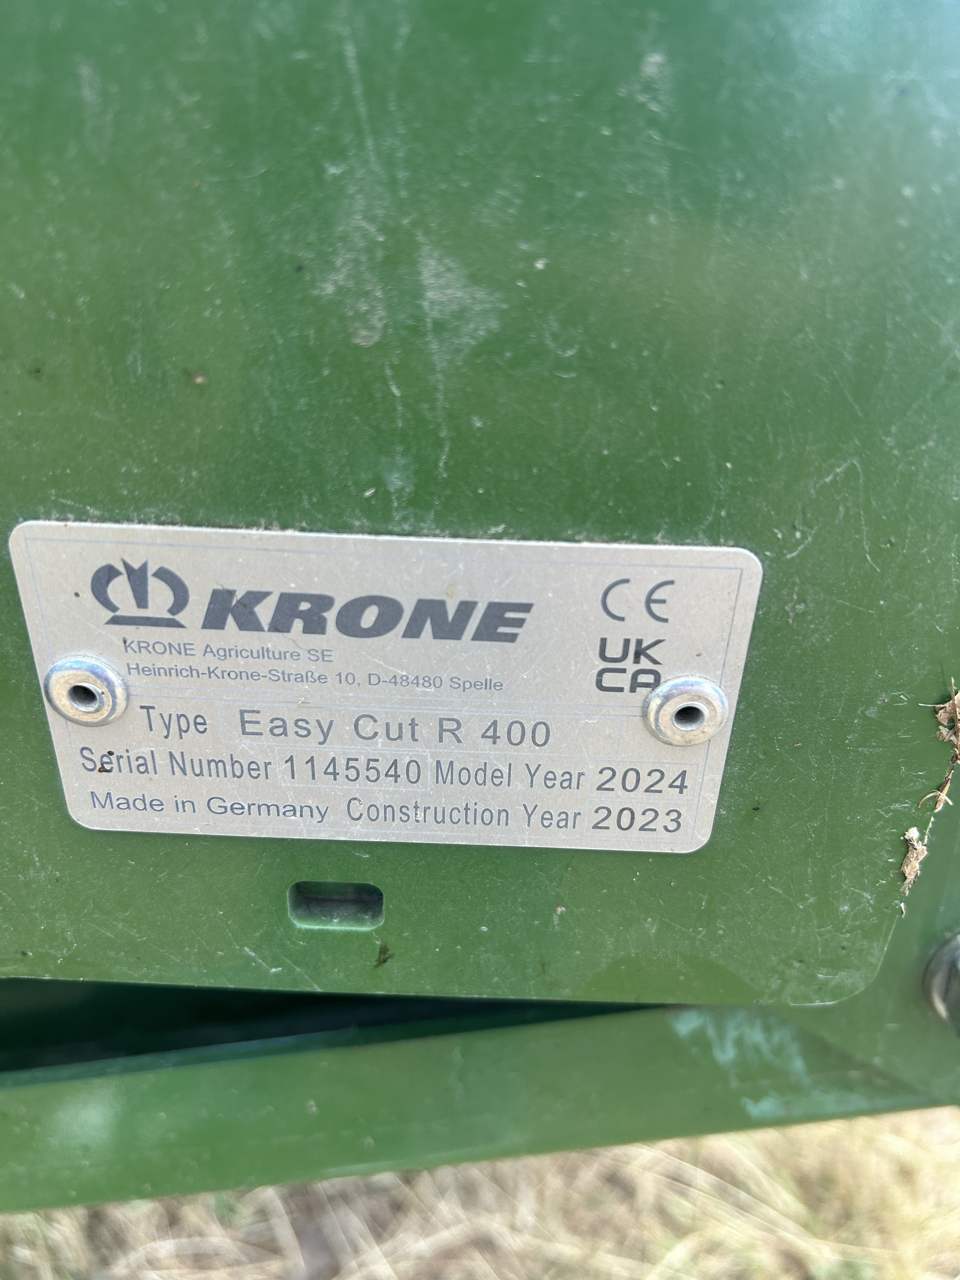 KRONE
CE
UK
CA
KRONE Agriculture SE
Heinrich-Krone-Straße 10, D-48480 Spelle
Type Easy Cut R 400
Serial Number 1145540 Model Year 2024
Made in Germany Construction Year 2023